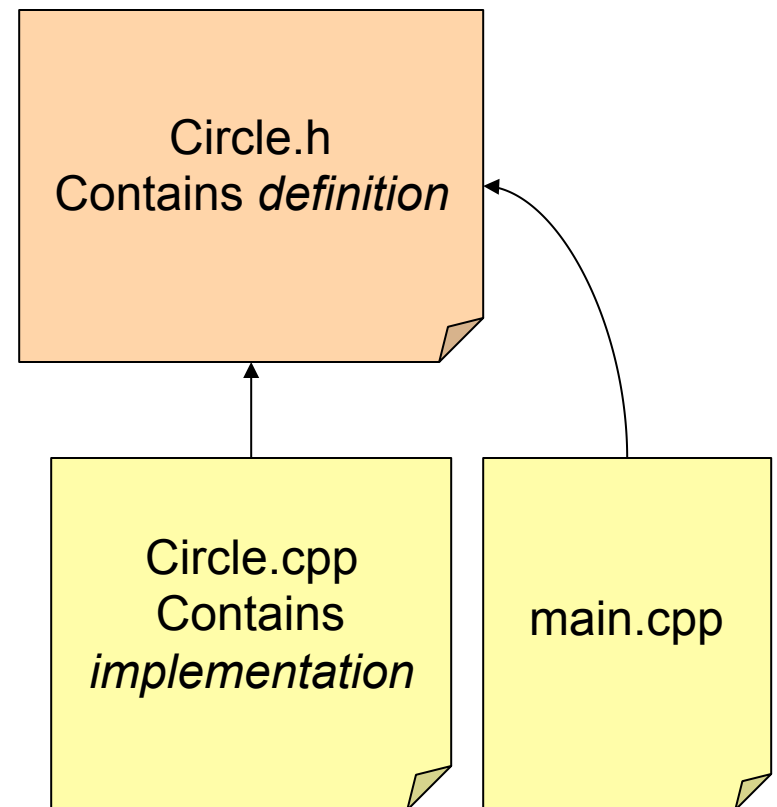 Circle.h
Contains definition
Circle.cpp
Contains
implementation
main.cpp